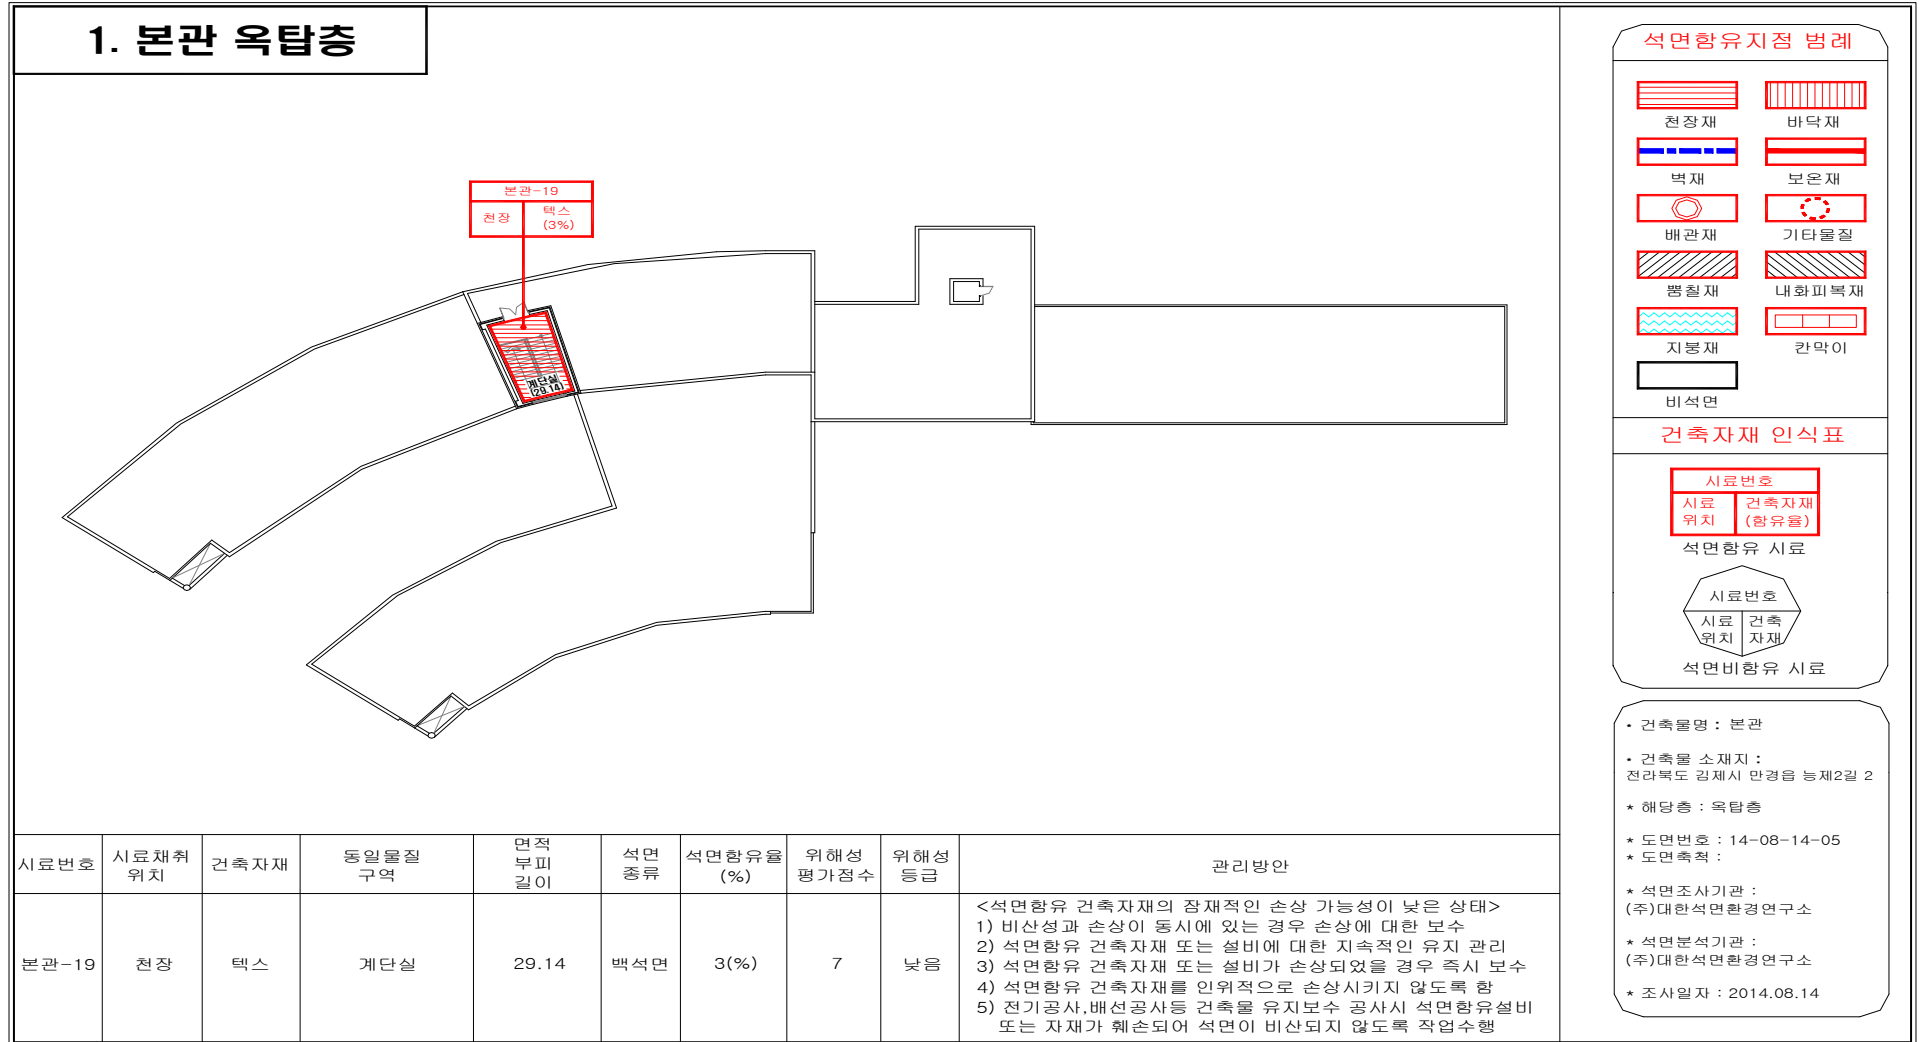 1. 본관 옥탑층
본관-19
천장
텍스
(3%)
계단실
(29.14)
시료번호
시료채취
위치
건축자재
동일물질
구역
면적
부피
길이
석면
종류
석면함유율
(%)
위해성
평가점수
위해성
등급
관리방안
본관-19
천장
텍스
계단실
29.14
백석면
3(%)
7
낮음
<석면함유 건축자재의 잠재적인 손상 가능성이 낮은 상태>
1) 비산성과 손상이 동시에 있는 경우 손상에 대한 보수
2) 석면함유 건축자재 또는 설비에 대한 지속적인 유지 관리
3) 석면함유 건축자재 또는 설비가 손상되었을 경우 즉시 보수
4) 석면함유 건축자재를 인위적으로 손상시키지 않도록 함
5) 전기공사,배선공사등 건축물 유지보수 공사시 석면함유설비
또는 자재가 훼손되어 석면이 비산되지 않도록 작업수행
석면함유지점 범례
천장재
바닥재
벽재
보온재
배관재
기타물질
뿜칠재
내화피복재
지붕재
칸막이
비석면
건축자재 인식표
시료번호
시료
위치
건축자재
(함유율)
석면함유 시료
시료번호
시료
위치
건축
자재
석면비함유 시료
• 건축물명 : 본관
• 건축물 소재지 :
전라북도 김제시 만경읍 능제2길 2
* 해당층 : 옥탑층
* 도면번호 : 14-08-14-05
* 도면축척 :
* 석면조사기관 :
(주)대한석면환경연구소
* 석면분석기관 :
(주)대한석면환경연구소
* 조사일자 : 2014.08.14